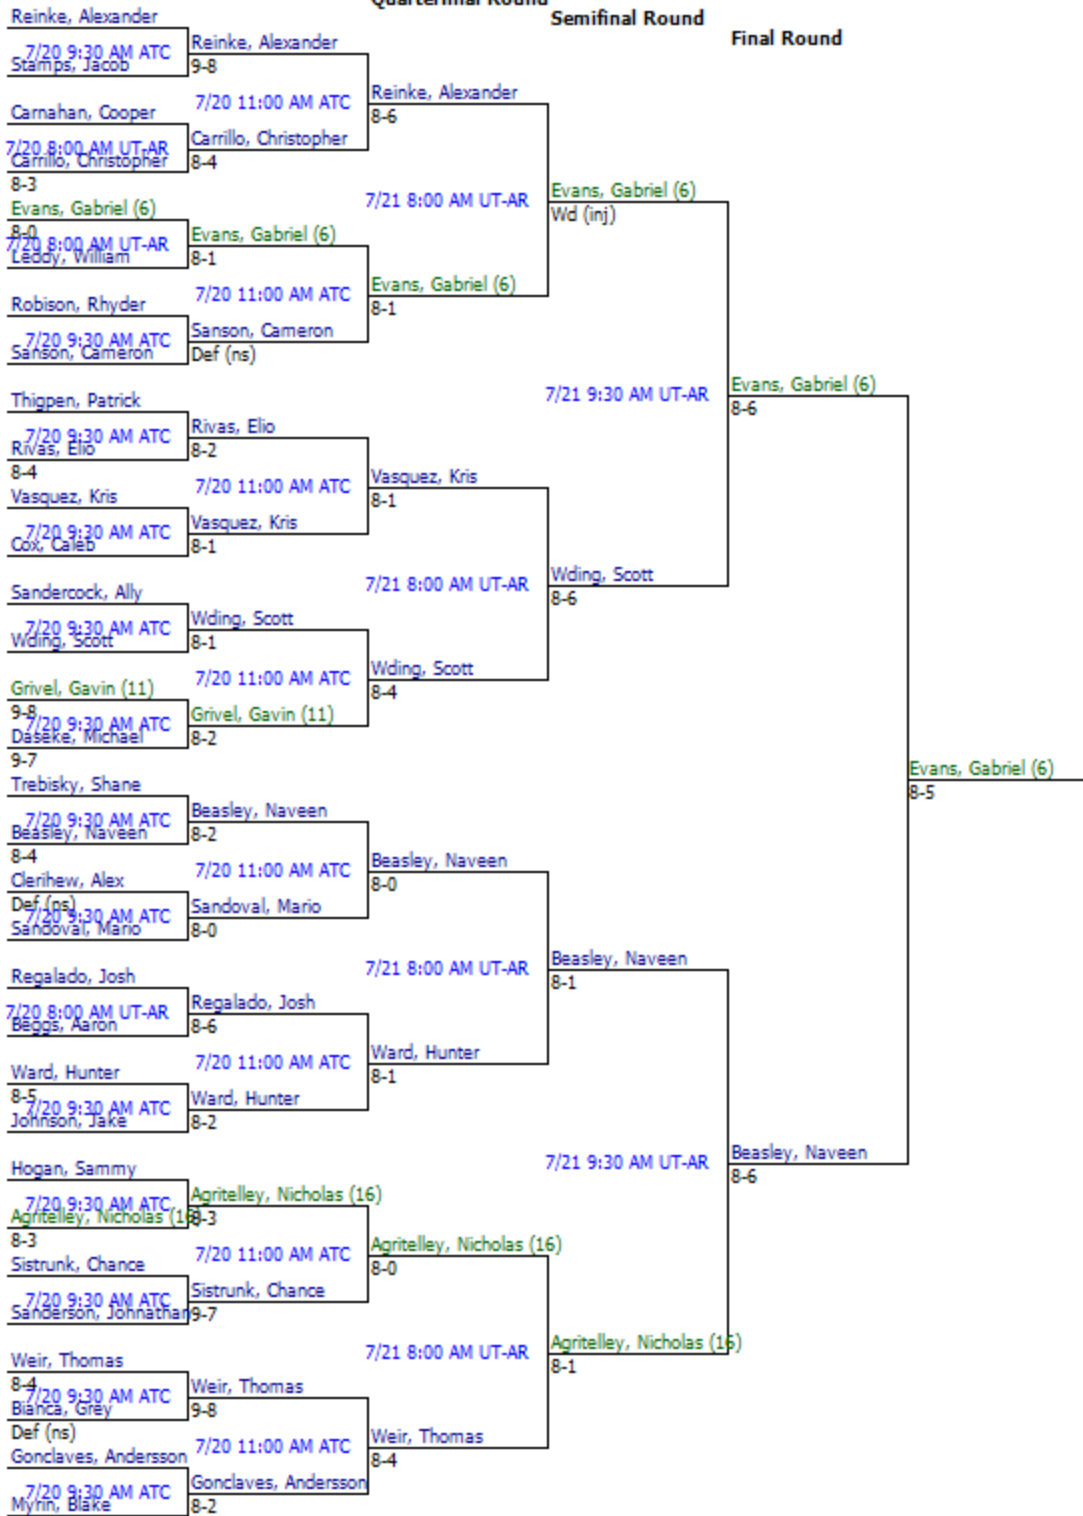 Quarterfinal Round
Semifinal Round
Final Round
Reinke, Alexander
7/20 9:30 AM ATC
Stamps, Jacob
Reinke, Alexander
9-8
7/20 11:00 AM ATC
Carnahan, Cooper
7/20 8:00 AM UT-AR
Carrillo, Christopher
8-3
Carrillo, Christopher
8-4
Reinke, Alexander
8-6
7/21 8:00 AM UT-AR
Evans, Gabriel (6)
8-0
7/20 8:00 AM UT-AR
Leddy, William
Evans, Gabriel (6)
8-1
7/20 11:00 AM ATC
Robison, Rhyder
7/20 9:30 AM ATC
Sanson, Cameron
Sanson, Cameron
Def (ns)
Evans, Gabriel (6)
8-1
Evans, Gabriel (6)
Wd (inj)
7/21 9:30 AM UT-AR
Thigpen, Patrick
7/20 9:30 AM ATC
Rivas, Elio
8-4
Rivas, Elio
8-2
7/20 11:00 AM ATC
Vasquez, Kris
7/20 9:30 AM ATC
Cox, Caleb
Vasquez, Kris
8-1
Vasquez, Kris
8-1
7/21 8:00 AM UT-AR
Sandercock, Ally
7/20 9:30 AM ATC
Wding, Scott
Wding, Scott
8-1
7/20 11:00 AM ATC
Grivel, Gavin (11)
9-8
7/20 9:30 AM ATC
Daseke, Michael
9-7
Grivel, Gavin (11)
8-2
Wding, Scott
8-4
Wding, Scott
8-6
Evans, Gabriel (6)
8-6
Trebisky, Shane
7/20 9:30 AM ATC
Beasley, Naveen
8-4
Beasley, Naveen
8-2
7/20 11:00 AM ATC
Clerihew, Alex
Def (ns)
7/20 9:30 AM ATC
Sandoval, Mario
Sandoval, Mario
8-0
Beasley, Naveen
8-0
7/21 8:00 AM UT-AR
Regalado, Josh
7/20 8:00 AM UT-AR
Beggs, Aaron
Regalado, Josh
8-6
7/20 11:00 AM ATC
Ward, Hunter
8-5
7/20 9:30 AM ATC
Johnson, Jake
Ward, Hunter
8-2
Ward, Hunter
8-1
Beasley, Naveen
8-1
7/21 9:30 AM UT-AR
Hogan, Sammy
7/20 9:30 AM ATC
Agritelley, Nicholas (16)
8-3
Agritelley, Nicholas (16)
8-3
7/20 11:00 AM ATC
Sistrunk, Chance
7/20 9:30 AM ATC
Sanderson, Johnathan
Sistrunk, Chance
9-7
Agritelley, Nicholas (16)
8-0
7/21 8:00 AM UT-AR
Weir, Thomas
8-4
7/20 9:30 AM ATC
Bianca, Grey
Def (ns)
Weir, Thomas
9-8
7/20 11:00 AM ATC
Gonclaves, Andersson
7/20 9:30 AM ATC
Myrin, Blake
Gonclaves, Andersson
8-2
Weir, Thomas
8-4
Agritelley, Nicholas (16)
8-1
Beasley, Naveen
8-6
Evans, Gabriel (6)
8-5